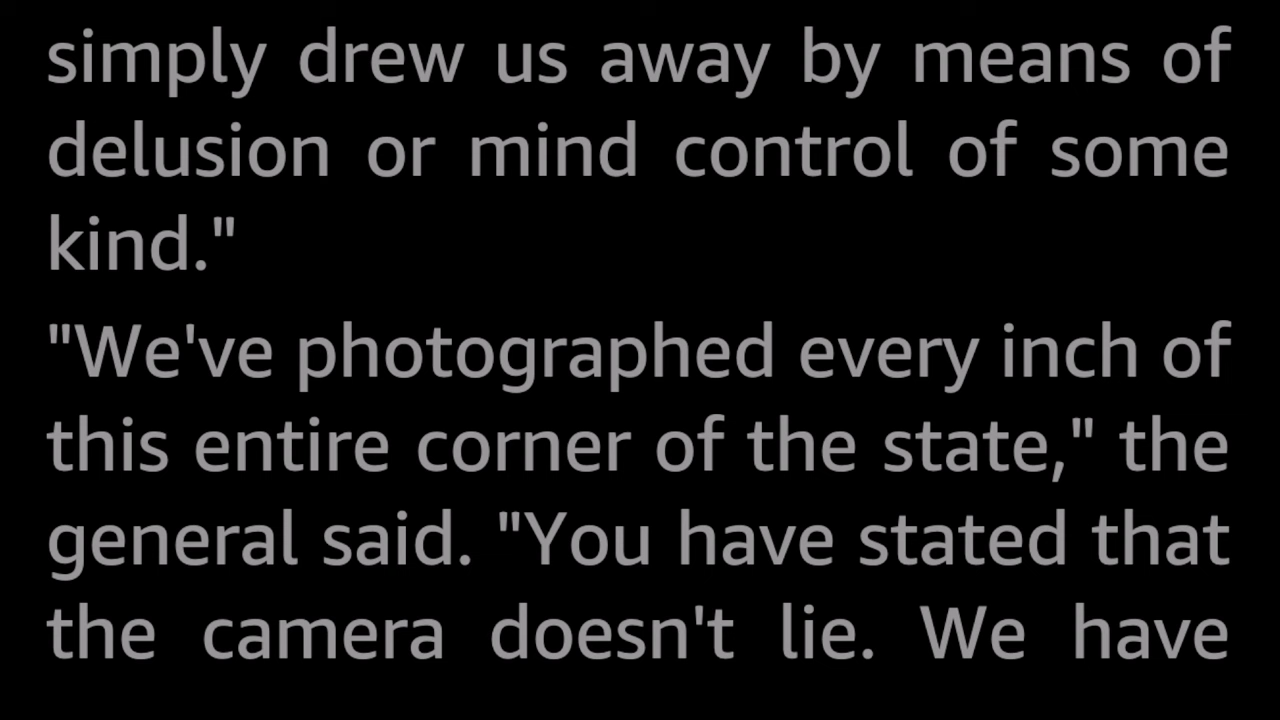 simply drew us away by means of
delusion or mind control of some
kind."
"We've photographed every inch of
this entire corner of the state," the
general said. "You have stated that
the camera doesn't lie. We have